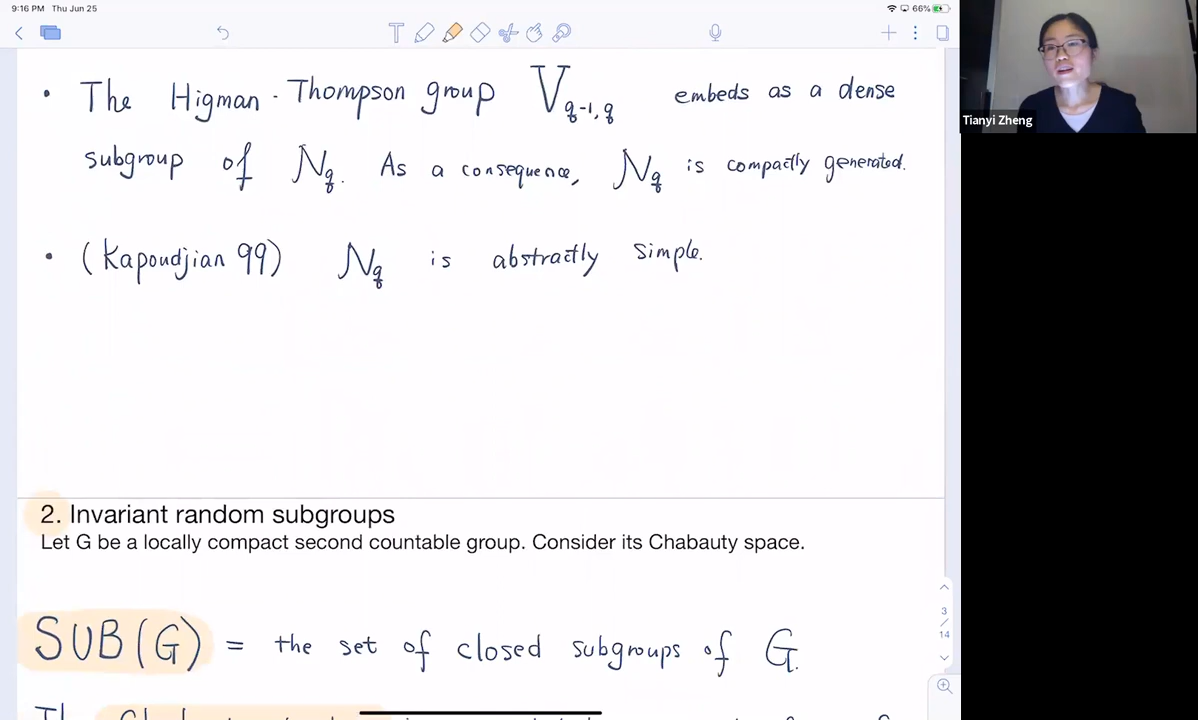 9:16 PM Thu Jun 25
66%
• The Higman - Thompson group V_{q-1,q} embeds as a dense
subgroup of N_q. As a consequence, N_q is compactly generated.
• (Kapoudjian 99) N_q is abstractly simple.
2. Invariant random subgroups
Let G be a locally compact second countable group. Consider its Chabauty space.
SUB(G) = the set of closed subgroups of G.
3
/
14
Tianyi Zheng